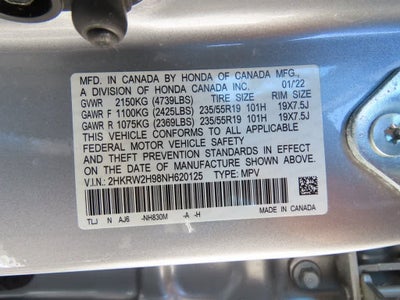 MFD. IN CANADA BY HONDA OF CANADA MFG.,
A DIVISION OF HONDA CANADA INC. 01/22
GVWR 2150KG (4739LBS) TIRE SIZE RIM SIZE
GAWR F 1100KG (2425LBS) 235/55R19 101H 19X7.5J
GAWR R 1075KG (2369LBS) 235/55R19 101H 19X7.5J
THIS VEHICLE CONFORMS TO ALL APPLICABLE
FEDERAL MOTOR VEHICLE SAFETY
AND THEFT PREVENTION STANDARDS IN EFFECT
ON THE DATE OF MANUFACTURE SHOWN ABOVE.
V.I.N.: 2HKRW2H98NH620125 TYPE: MPV
TLJ N AJ6 -NH830M -A -H MADE IN CANADA